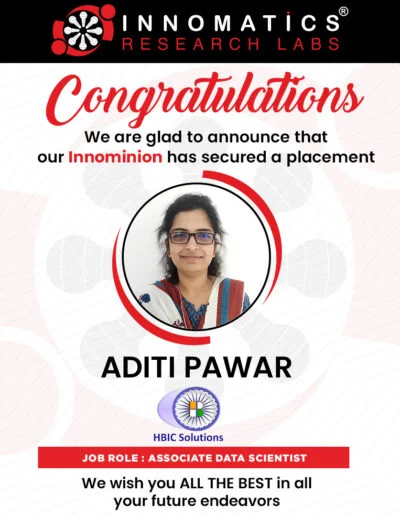 INNOMATICS®
RESEARCH LABS
Congratulations
We are glad to announce that
our Innominion has secured a placement
ADITI PAWAR
HBIC Solutions
JOB ROLE : ASSOCIATE DATA SCIENTIST
We wish you ALL THE BEST in all
your future endeavors